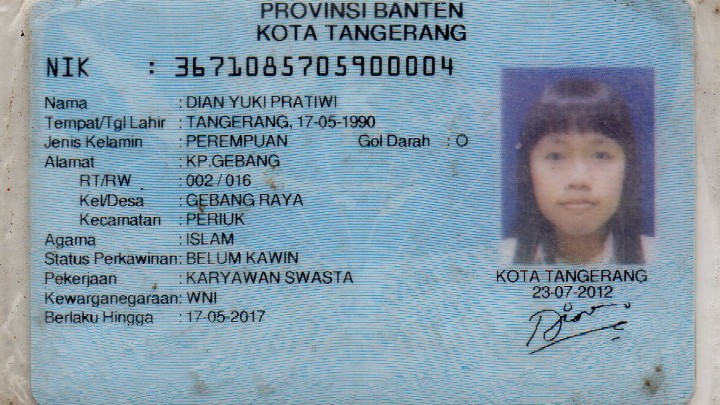 PROVINSI BANTEN
KOTA TANGERANG
NIK : 3671085705900004
Nama : DIAN YUKI PRATIWI
Tempat/Tgl Lahir : TANGERANG, 17-05-1990
Jenis Kelamin : PEREMPUAN Gol Darah : O
Alamat : KP.GEBANG
RT/RW : 002 / 016
Kel/Desa : GEBANG RAYA
Kecamatan : PERIUK
Agama : ISLAM
Status Perkawinan: BELUM KAWIN
Pekerjaan : KARYAWAN SWASTA
Kewarganegaraan: WNI
Berlaku Hingga : 17-05-2017
KOTA TANGERANG
23-07-2012